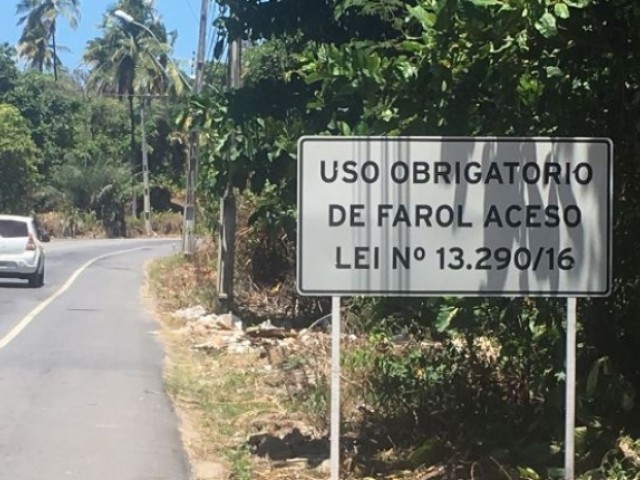 USO OBRIGATORIO
DE FAROL ACESO
LEI Nº 13.290/16